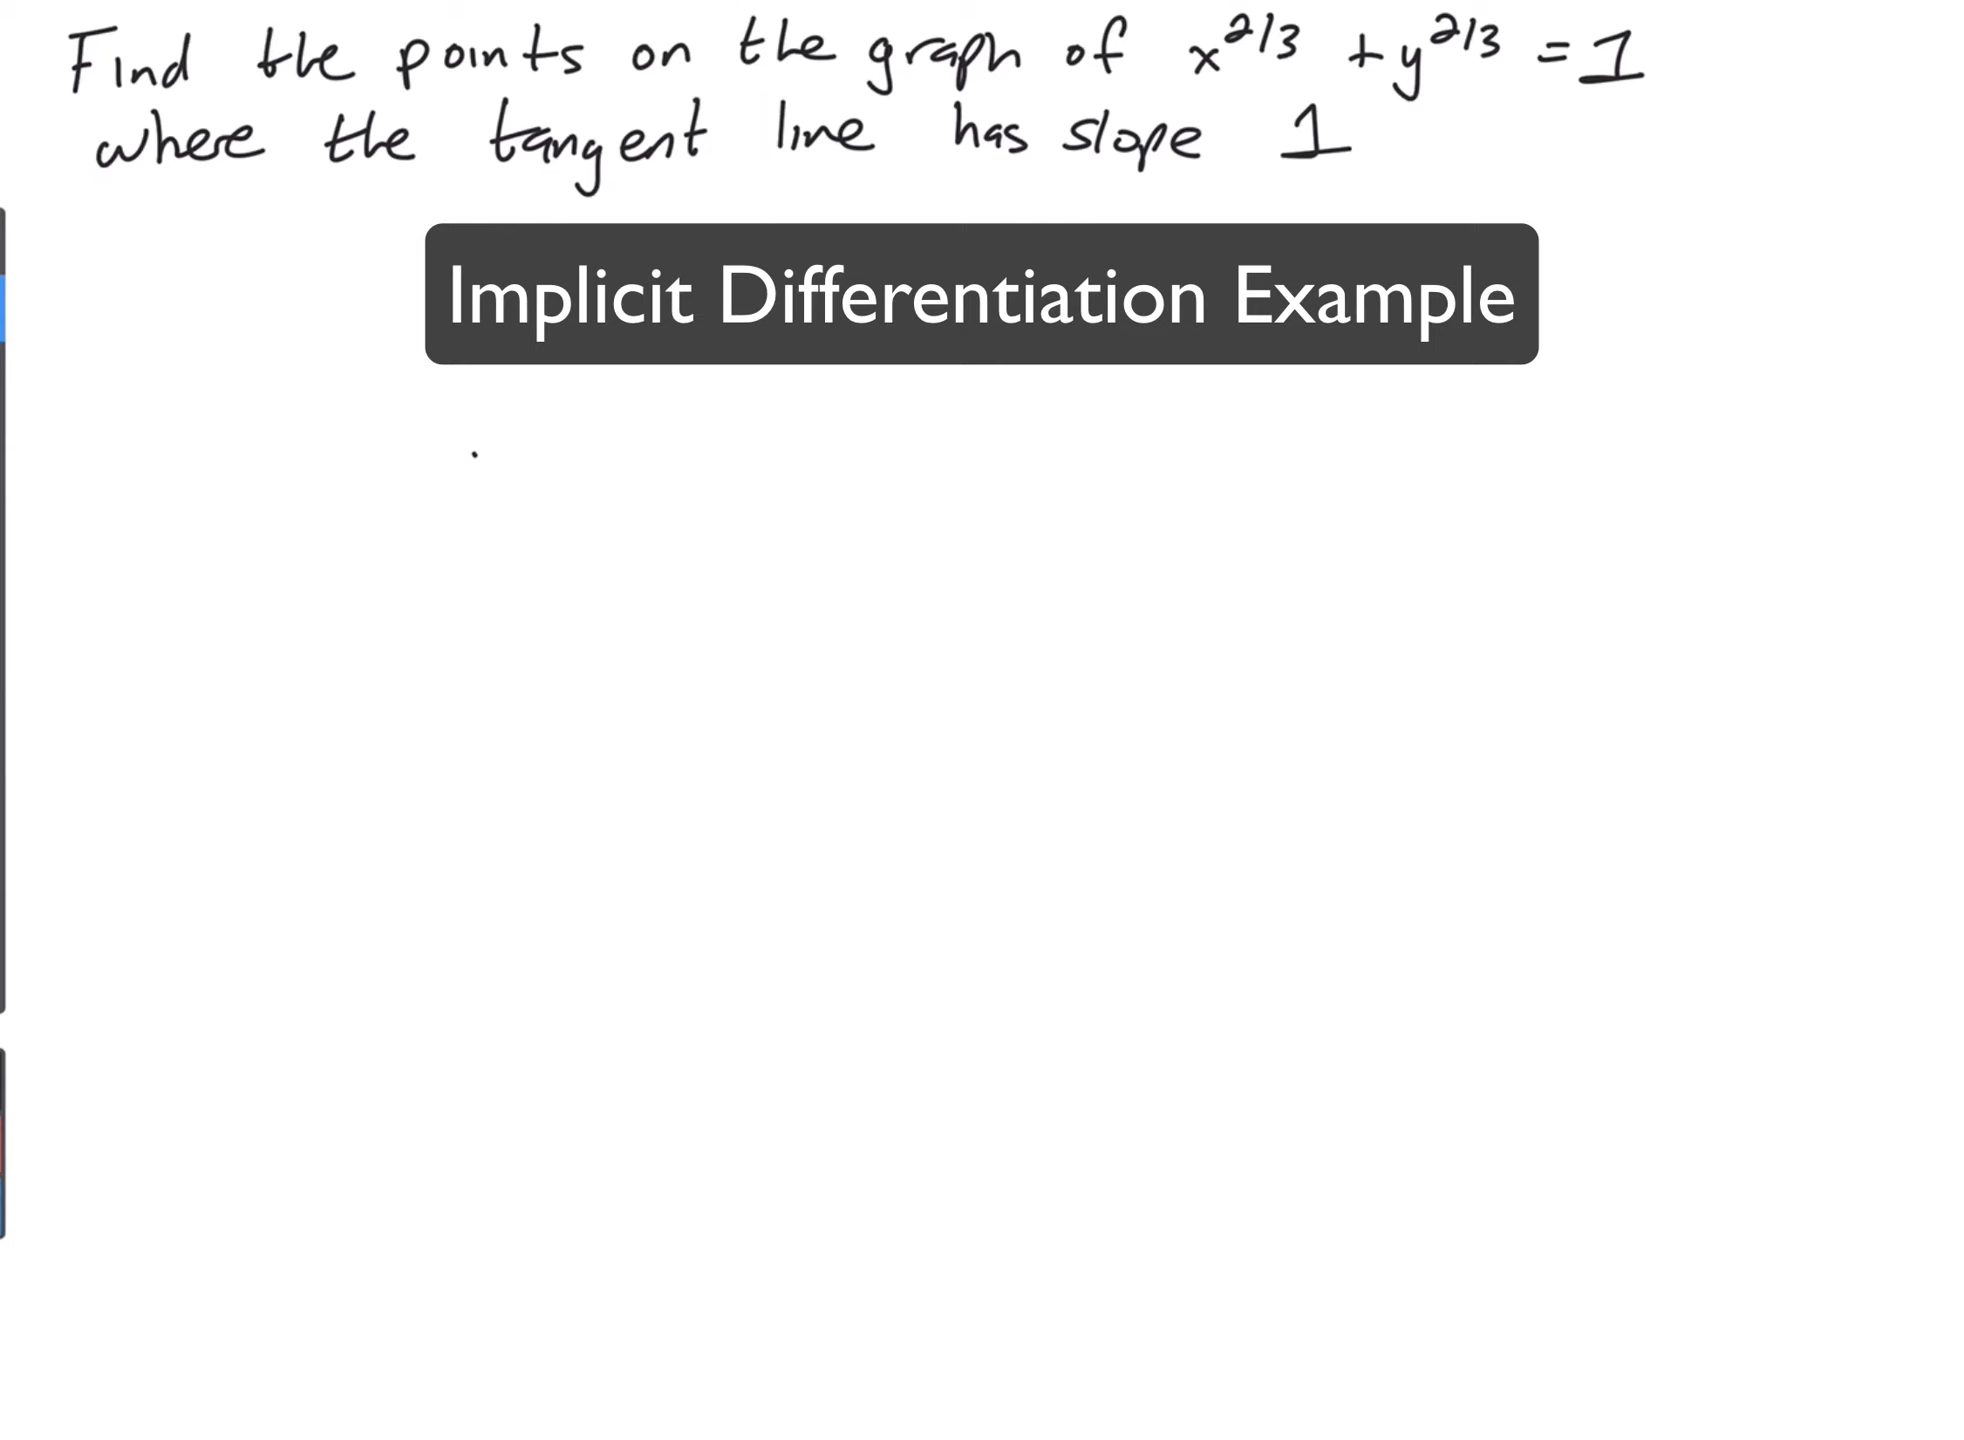 Find the points on the graph of x^2/3 + y^2/3 = 1
where the tangent line has slope 1
Implicit Differentiation Example